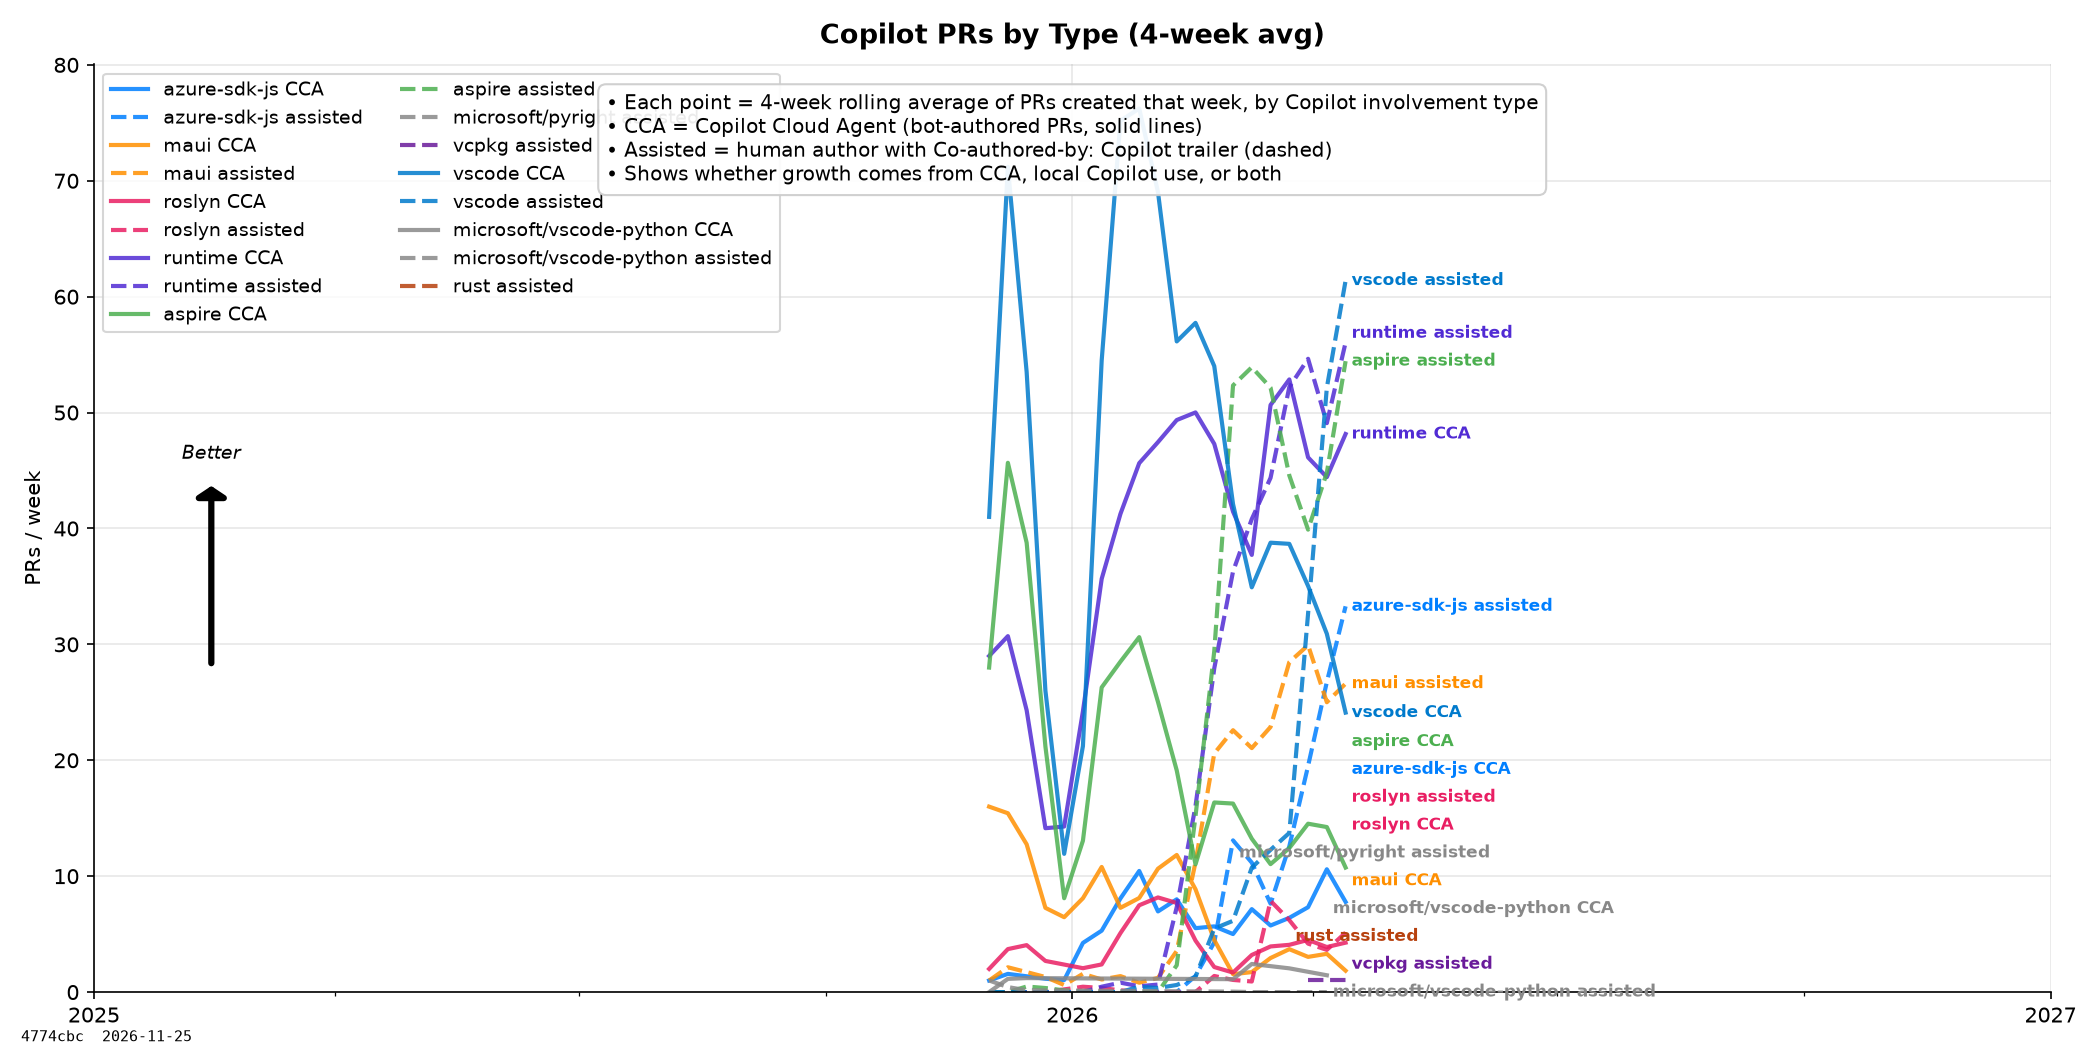 Copilot PRs by Type (4-week avg)
80
70
60
50
40
30
20
10
0
PRs / week
2025
2026
2027
Better
azure-sdk-js CCA
azure-sdk-js assisted
maui CCA
maui assisted
roslyn CCA
roslyn assisted
runtime CCA
runtime assisted
aspire CCA
aspire assisted
microsoft/pyright assisted
vcpkg assisted
vscode CCA
vscode assisted
microsoft/vscode-python CCA
microsoft/vscode-python assisted
rust assisted
• Each point = 4-week rolling average of PRs created that week, by Copilot involvement type
• CCA = Copilot Cloud Agent (bot-authored PRs, solid lines)
• Assisted = human author with Co-authored-by: Copilot trailer (dashed)
• Shows whether growth comes from CCA, local Copilot use, or both
vscode assisted
runtime assisted
aspire assisted
runtime CCA
azure-sdk-js assisted
maui assisted
vscode CCA
aspire CCA
azure-sdk-js CCA
roslyn assisted
roslyn CCA
microsoft/pyright assisted
maui CCA
microsoft/vscode-python CCA
rust assisted
vcpkg assisted
microsoft/vscode-python assisted
4774cbc 2026-11-25